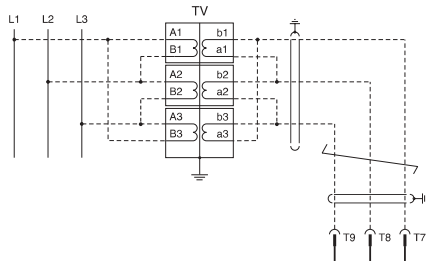 TV
L1 L2 L3
A1 b1
B1 a1
A2 b2
B2 a2
A3 b3
B3 a3
T9 T8 T7